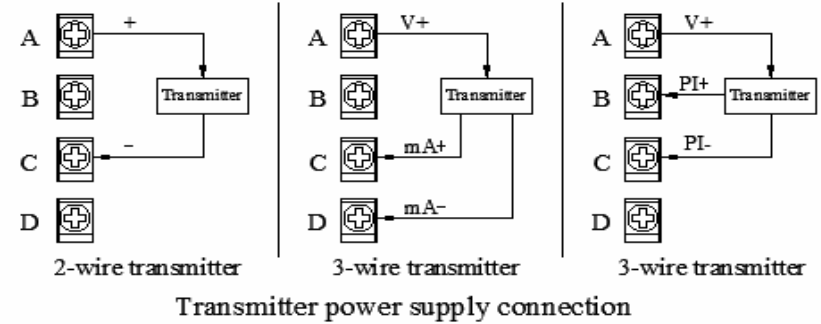 A + A V+ A V+
B Transmitter B Transmitter B PI+ Transmitter
C − C mA+ C PI-
D D mA− D
2-wire transmitter 3-wire transmitter 3-wire transmitter
Transmitter power supply connection